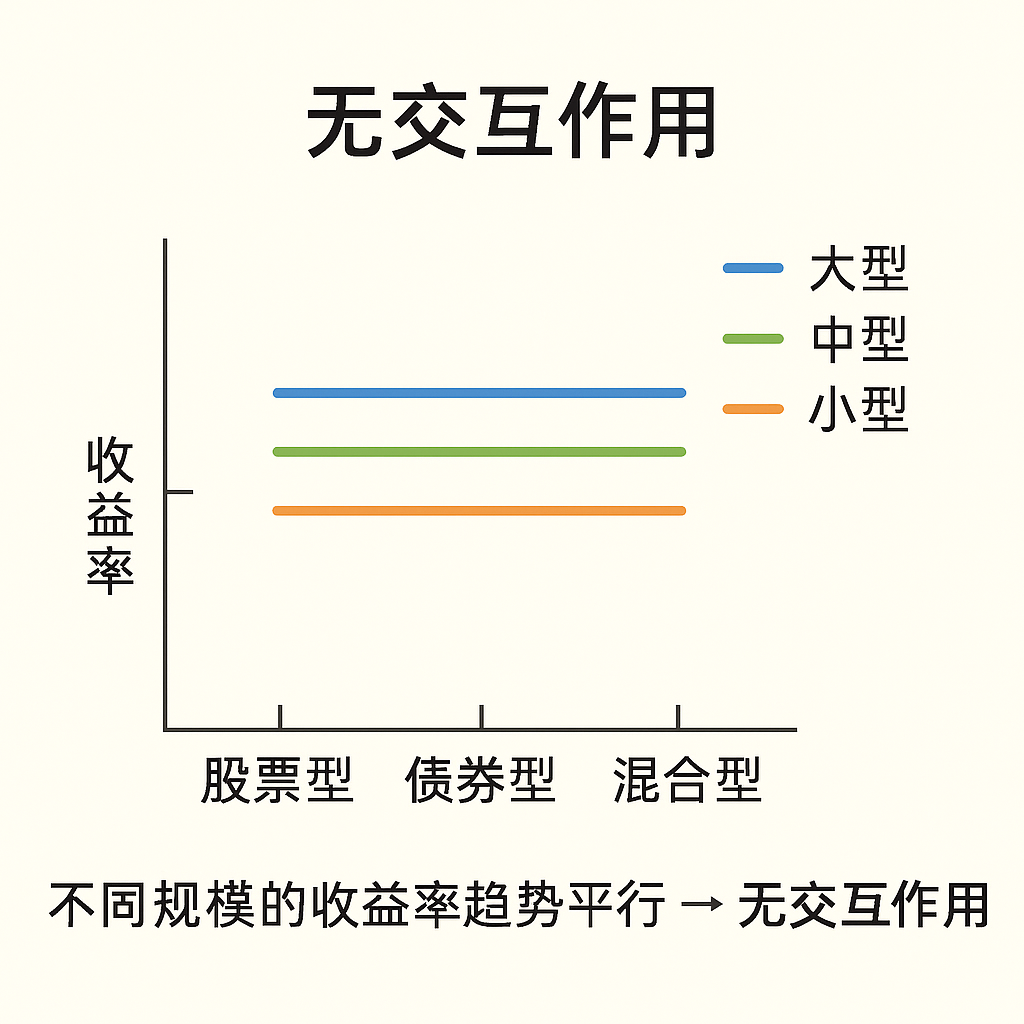 无交互作用
大型
中型
小型
收益率
股票型 债券型 混合型
不同规模的收益率趋势平行 → 无交互作用